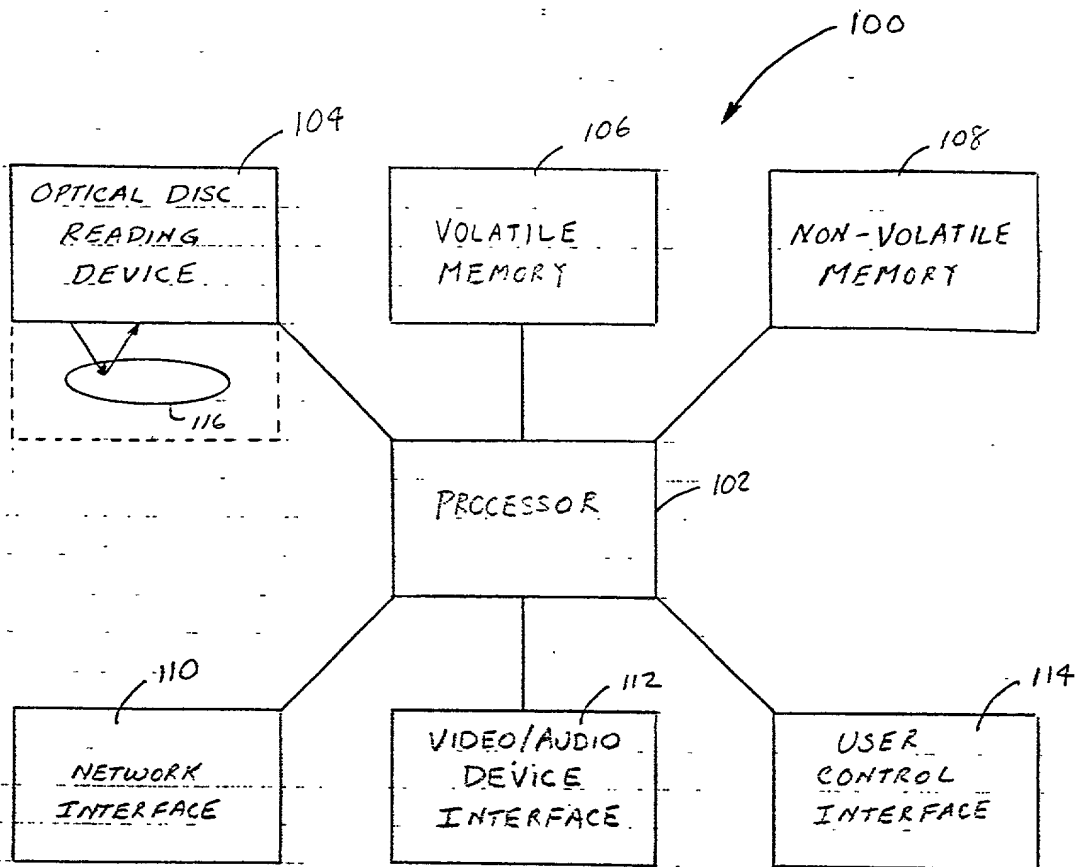 100
104
106
108
OPTICAL DISC
READING
DEVICE
VOLATILE
MEMORY
NON-VOLATILE
MEMORY
116
PROCESSOR
102
110
112
114
NETWORK
INTERFACE
VIDEO/AUDIO
DEVICE
INTERFACE
USER
CONTROL
INTERFACE